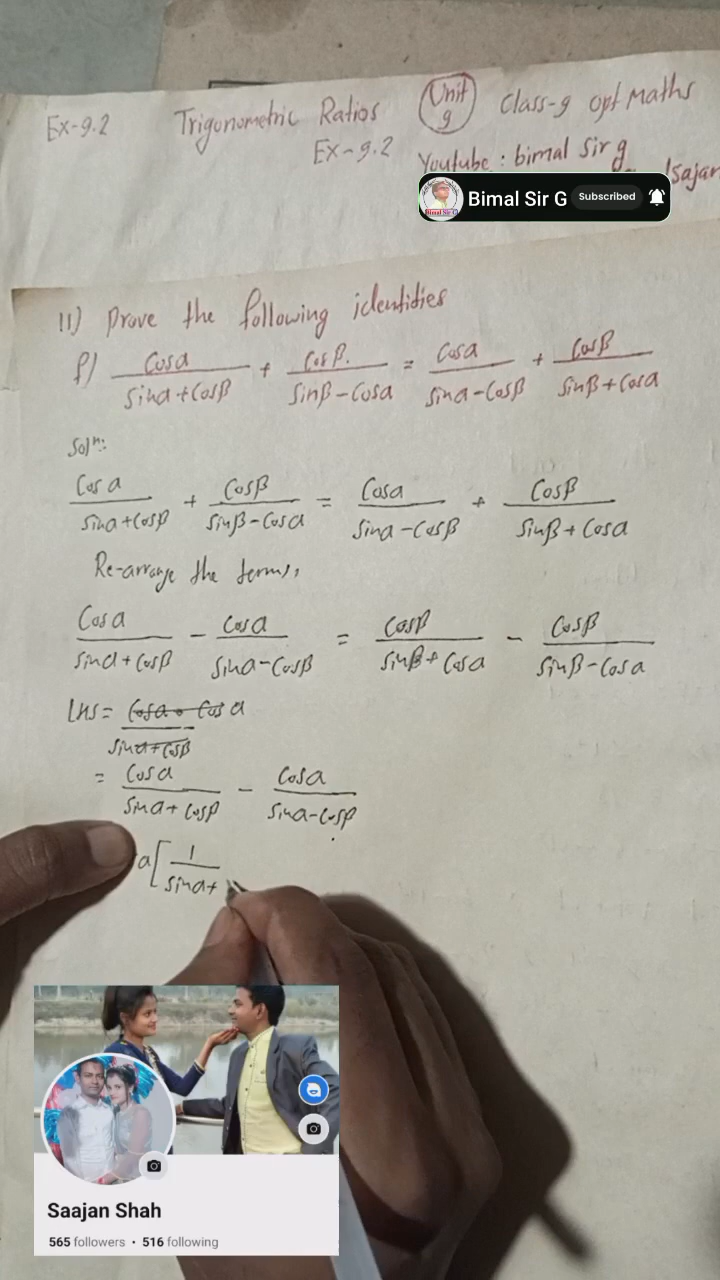 Ex-9.2 Trigonometric Ratios Unit 9 Class-9 opt Maths
Ex-9.2
Youtube : bimal Sir g
/sajan
Bimal Sir G Subscribed
11) Prove the following identities
f) Cosα/(Sinα+Cosβ) + Cosβ/(Sinβ-Cosα) = Cosα/(Sinα-Cosβ) + Cosβ/(Sinβ+Cosα)
Solⁿ:
Cosα/(Sinα+Cosβ) + Cosβ/(Sinβ-Cosα) = Cosα/(Sinα-Cosβ) + Cosβ/(Sinβ+Cosα)
Re-arrange the terms,
Cosα/(Sinα+Cosβ) - Cosα/(Sinα-Cosβ) = Cosβ/(Sinβ+Cosα) - Cosβ/(Sinβ-Cosα)
LHS =
= Cosα/(Sinα+Cosβ) - Cosα/(Sinα-Cosβ)
α[1/(Sinα+
Saajan Shah
565 followers • 516 following